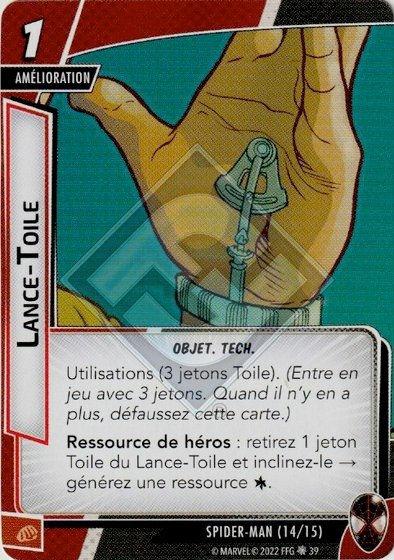 1
AMÉLIORATION
LANCE-TOILE
OBJET. TECH.
Utilisations (3 jetons Toile). (Entre en
jeu avec 3 jetons. Quand il n'y en a
plus, défaussez cette carte.)
Ressource de héros : retirez 1 jeton
Toile du Lance-Toile et inclinez-le →
générez une ressource
SPIDER-MAN (14/15)
© MARVEL © 2022 FFG 39